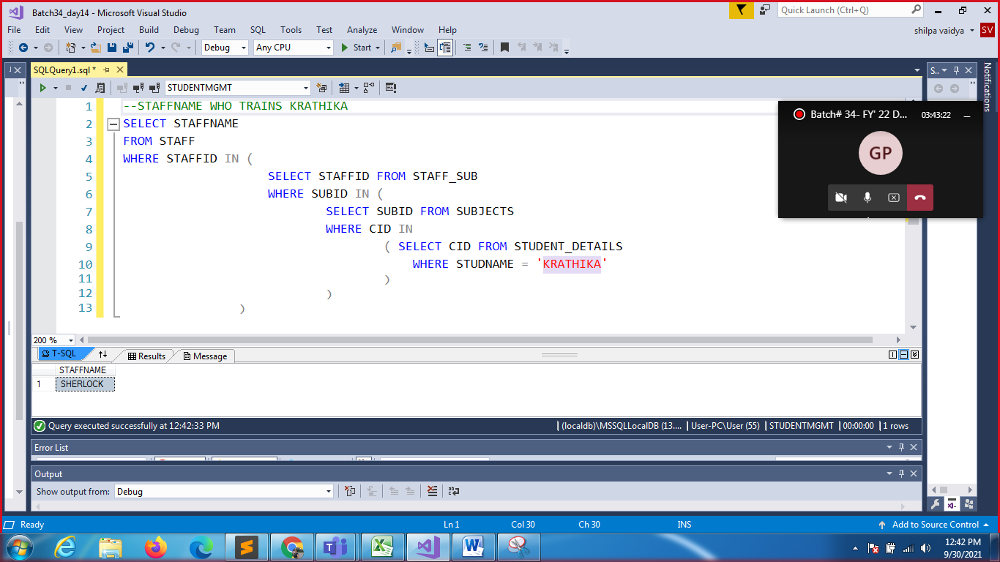 Batch34_day14 - Microsoft Visual Studio
Quick Launch (Ctrl+Q)
File Edit View Project Build Debug Team SQL Tools Test Analyze Window Help
shilpa vaidya SV
Debug Any CPU Start
SQLQuery1.sql *
S..
Notifications
STUDENTMGMT
1 --STAFFNAME WHO TRAINS KRATHIKA
2 SELECT STAFFNAME
3 FROM STAFF
4 WHERE STAFFID IN (
5 SELECT STAFFID FROM STAFF_SUB
6 WHERE SUBID IN (
7 SELECT SUBID FROM SUBJECTS
8 WHERE CID IN
9 ( SELECT CID FROM STUDENT_DETAILS
10 WHERE STUDNAME = 'KRATHIKA'
11 )
12 )
13 )
Batch# 34- FY' 22 D... 03:43:22
GP
200 %
T-SQL Results Message
STAFFNAME
1 SHERLOCK
Query executed successfully at 12:42:33 PM
(localdb)\MSSQLLocalDB (13.... User-PC\User (55) STUDENTMGMT 00:00:00 1 rows
Error List
Output
Show output from: Debug
Ready Ln 1 Col 30 Ch 30 INS Add to Source Control
12:42 PM
9/30/2021